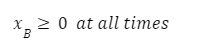 x_B ≥ 0 at all times